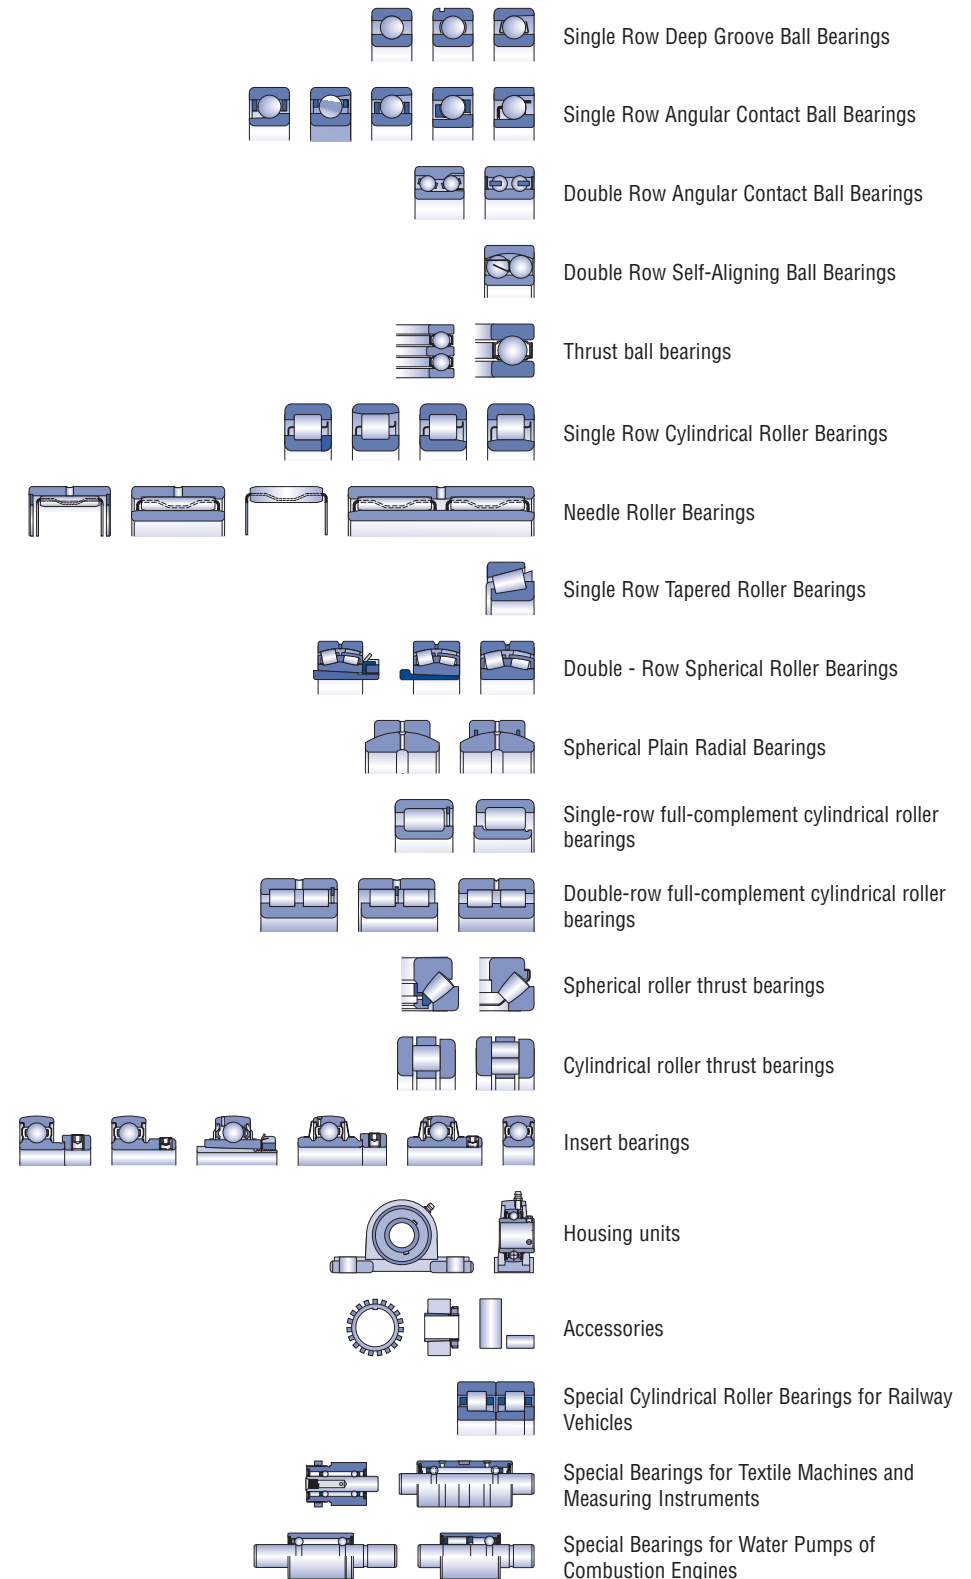 Single Row Deep Groove Ball Bearings
Single Row Angular Contact Ball Bearings
Double Row Angular Contact Ball Bearings
Double Row Self-Aligning Ball Bearings
Thrust ball bearings
Single Row Cylindrical Roller Bearings
Needle Roller Bearings
Single Row Tapered Roller Bearings
Double - Row Spherical Roller Bearings
Spherical Plain Radial Bearings
Single-row full-complement cylindrical roller
bearings
Double-row full-complement cylindrical roller
bearings
Spherical roller thrust bearings
Cylindrical roller thrust bearings
Insert bearings
Housing units
Accessories
Special Cylindrical Roller Bearings for Railway
Vehicles
Special Bearings for Textile Machines and
Measuring Instruments
Special Bearings for Water Pumps of
Combustion Engines